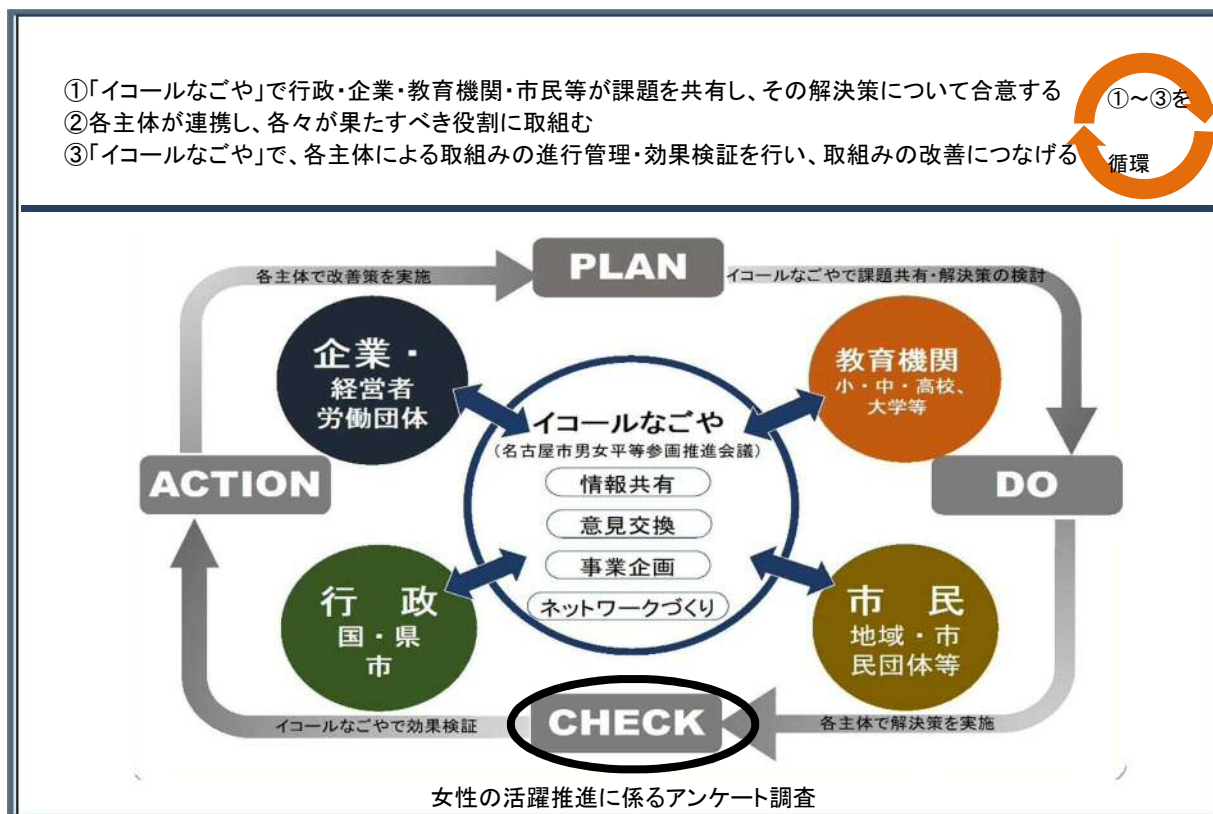 ①「イコールなごや」で行政・企業・教育機関・市民等が課題を共有し、その解決策について合意する
②各主体が連携し、各々が果たすべき役割に取組む
③「イコールなごや」で、各主体による取組みの進行管理・効果検証を行い、取組みの改善につなげる
①～③を
循環
PLAN
各主体で改善策を実施
イコールなごやで課題共有・解決策の検討
企業・
経営者
労働団体
教育機関
小・中・高校、
大学等
イコールなごや
(名古屋市男女平等参画推進会議)
情報共有
意見交換
事業企画
ネットワークづくり
ACTION
DO
行 政
国・県
市
市 民
地域・市
民団体等
イコールなごやで効果検証
CHECK
各主体で解決策を実施
女性の活躍推進に係るアンケート調査